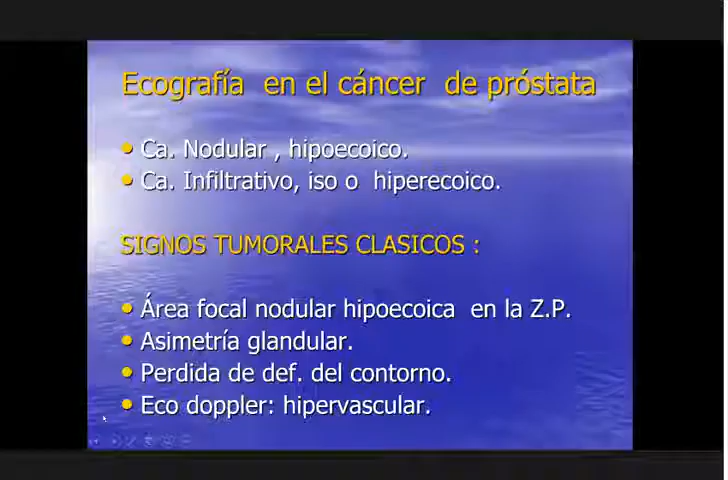 Ecografía en el cáncer de próstata
Ca. Nodular , hipoecoico.
Ca. Infiltrativo, iso o hiperecoico.
SIGNOS TUMORALES CLASICOS :
Área focal nodular hipoecoica en la Z.P.
Asimetría glandular.
Perdida de def. del contorno.
Eco doppler: hipervascular.